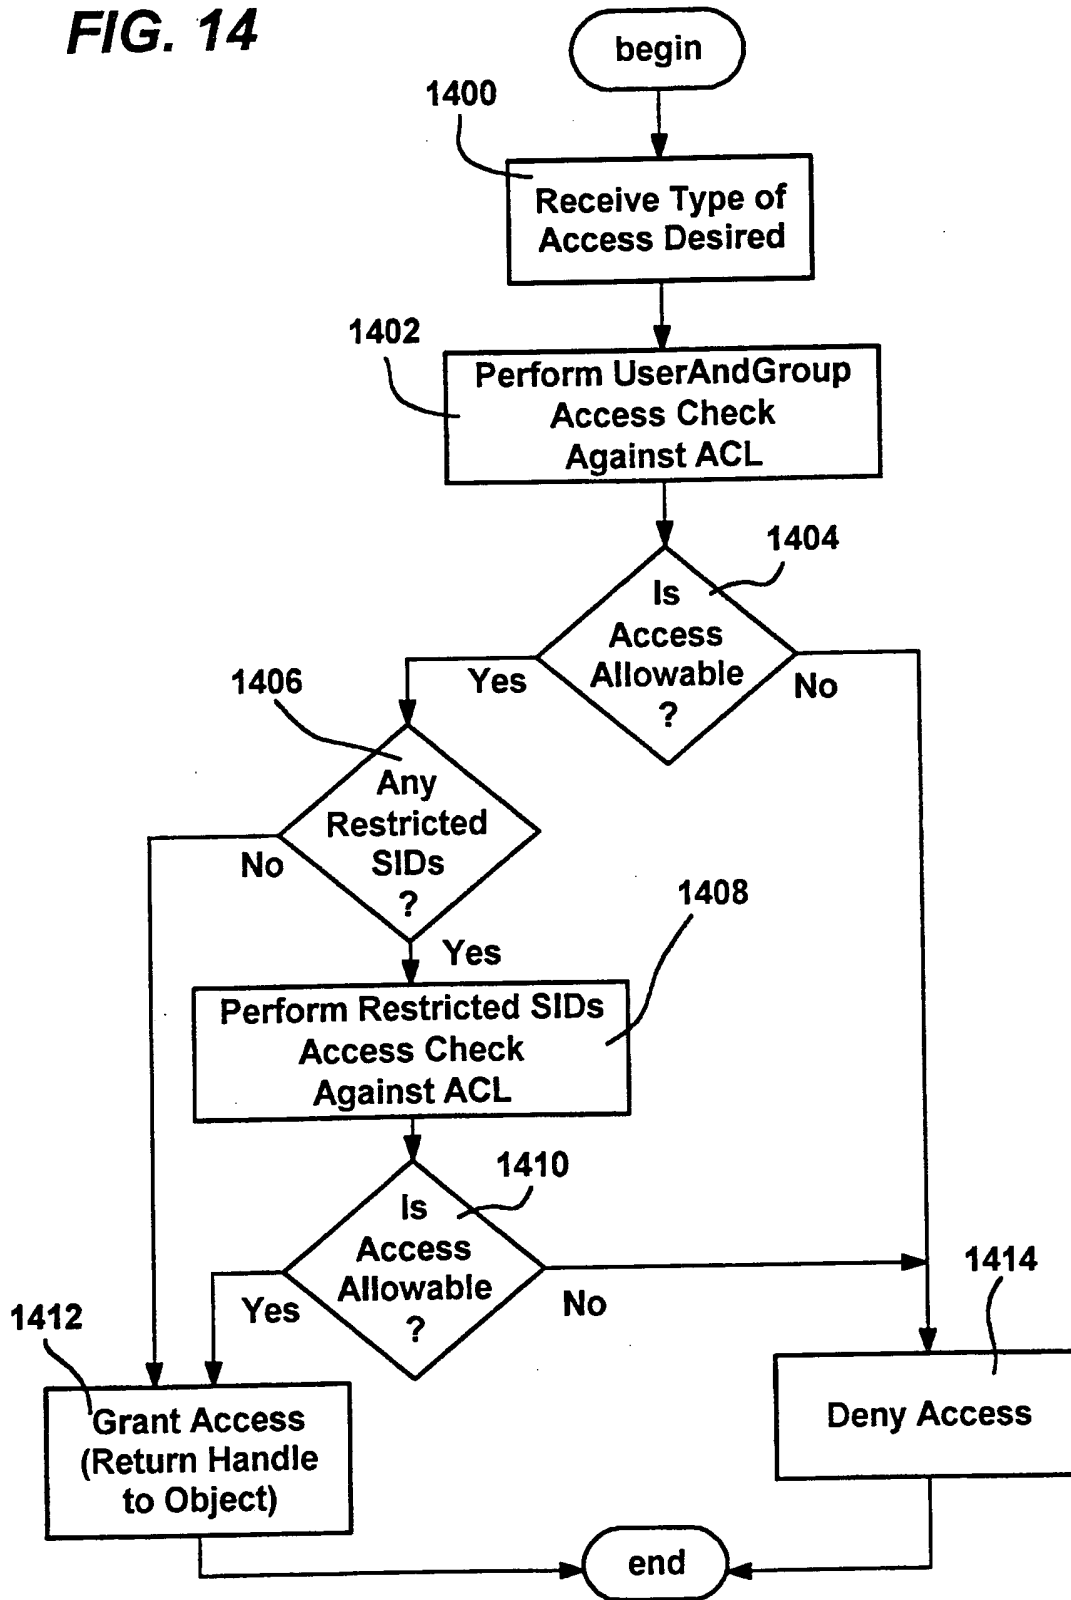 FIG. 14
begin
1400
Receive Type of
Access Desired
1402
Perform UserAndGroup
Access Check
Against ACL
1404
Is
Access
Allowable
?
Yes
No
1406
Any
Restricted
SIDs
?
No
Yes
1408
Perform Restricted SIDs
Access Check
Against ACL
1410
Is
Access
Allowable
?
Yes
No
1412
Grant Access
(Return Handle
to Object)
1414
Deny Access
end